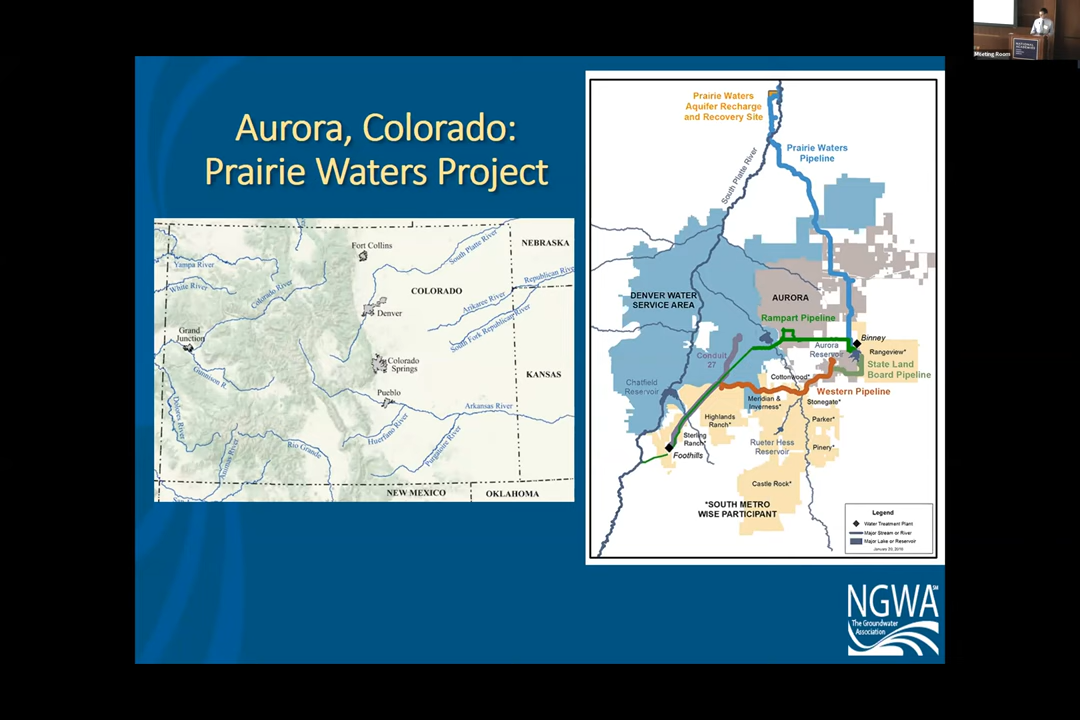 Aurora, Colorado:
Prairie Waters Project
Yampa River
White River
Colorado River
Grand
Junction
Gunnison R.
Dolores River
Animas River
Rio Grande
Fort Collins
Denver
Colorado
Springs
Pueblo
COLORADO
South Platte River
NEBRASKA
Republican River
Arikaree River
South Fork Republican River
KANSAS
Arkansas River
Huerfano River
Purgatoire River
NEW MEXICO
OKLAHOMA
Prairie Waters
Aquifer Recharge
and Recovery Site
Prairie Waters
Pipeline
South Platte River
DENVER WATER
SERVICE AREA
AURORA
Rampart Pipeline
Binney
Aurora
Reservoir
Rangeview*
State Land
Board Pipeline
Conduit
27
Cottonwood*
Western Pipeline
Chatfield
Reservoir
Meridian &
Inverness*
Stonegate*
Highlands
Ranch*
Parker*
Sterling
Ranch*
Rueter Hess
Reservoir
Pinery*
Foothills
Castle Rock*
*SOUTH METRO
WISE PARTICIPANT
Legend
Water Treatment Plant
Major Stream or River
Major Lake or Reservoir
NGWA
The Groundwater
Association
Meeting Room